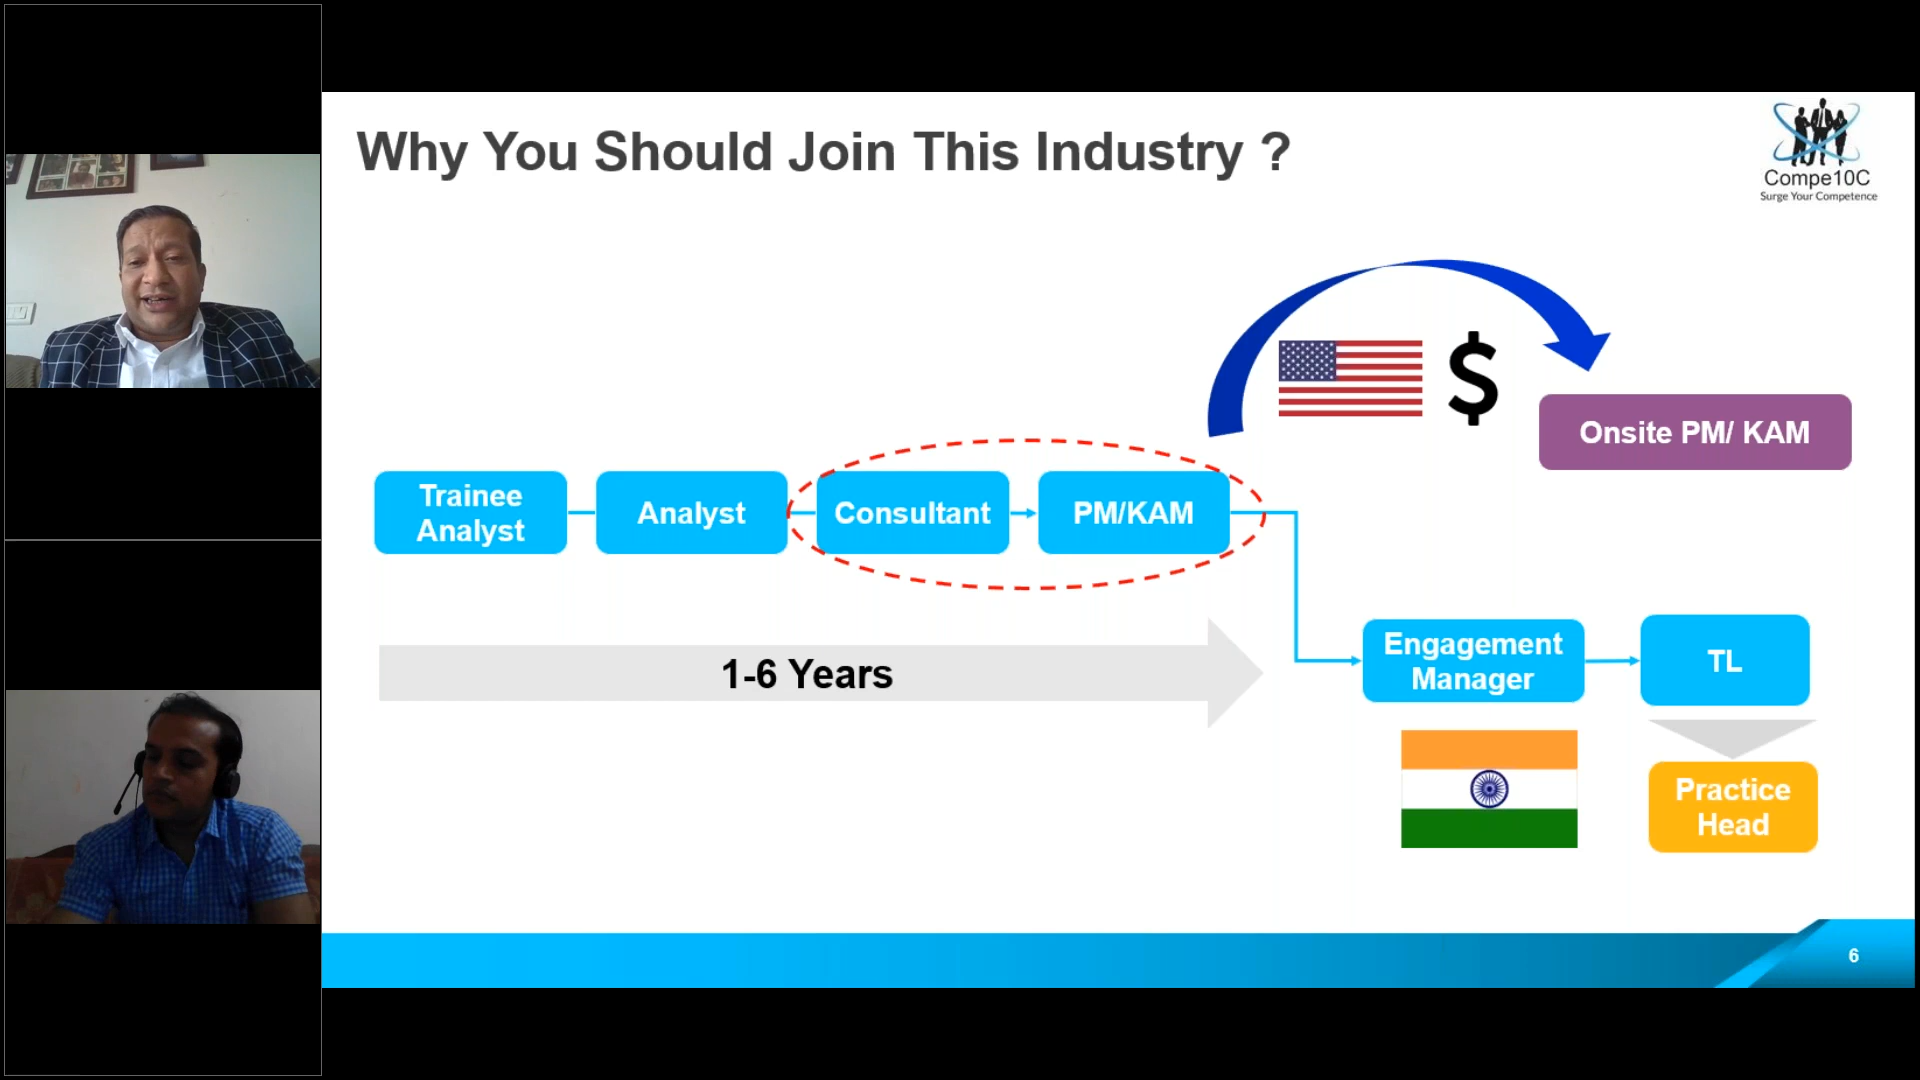 Why You Should Join This Industry ?
Compe10C
Surge Your Competence
$
Onsite PM/ KAM
Trainee
Analyst
Analyst
Consultant
PM/KAM
1-6 Years
Engagement
Manager
TL
Practice
Head
6